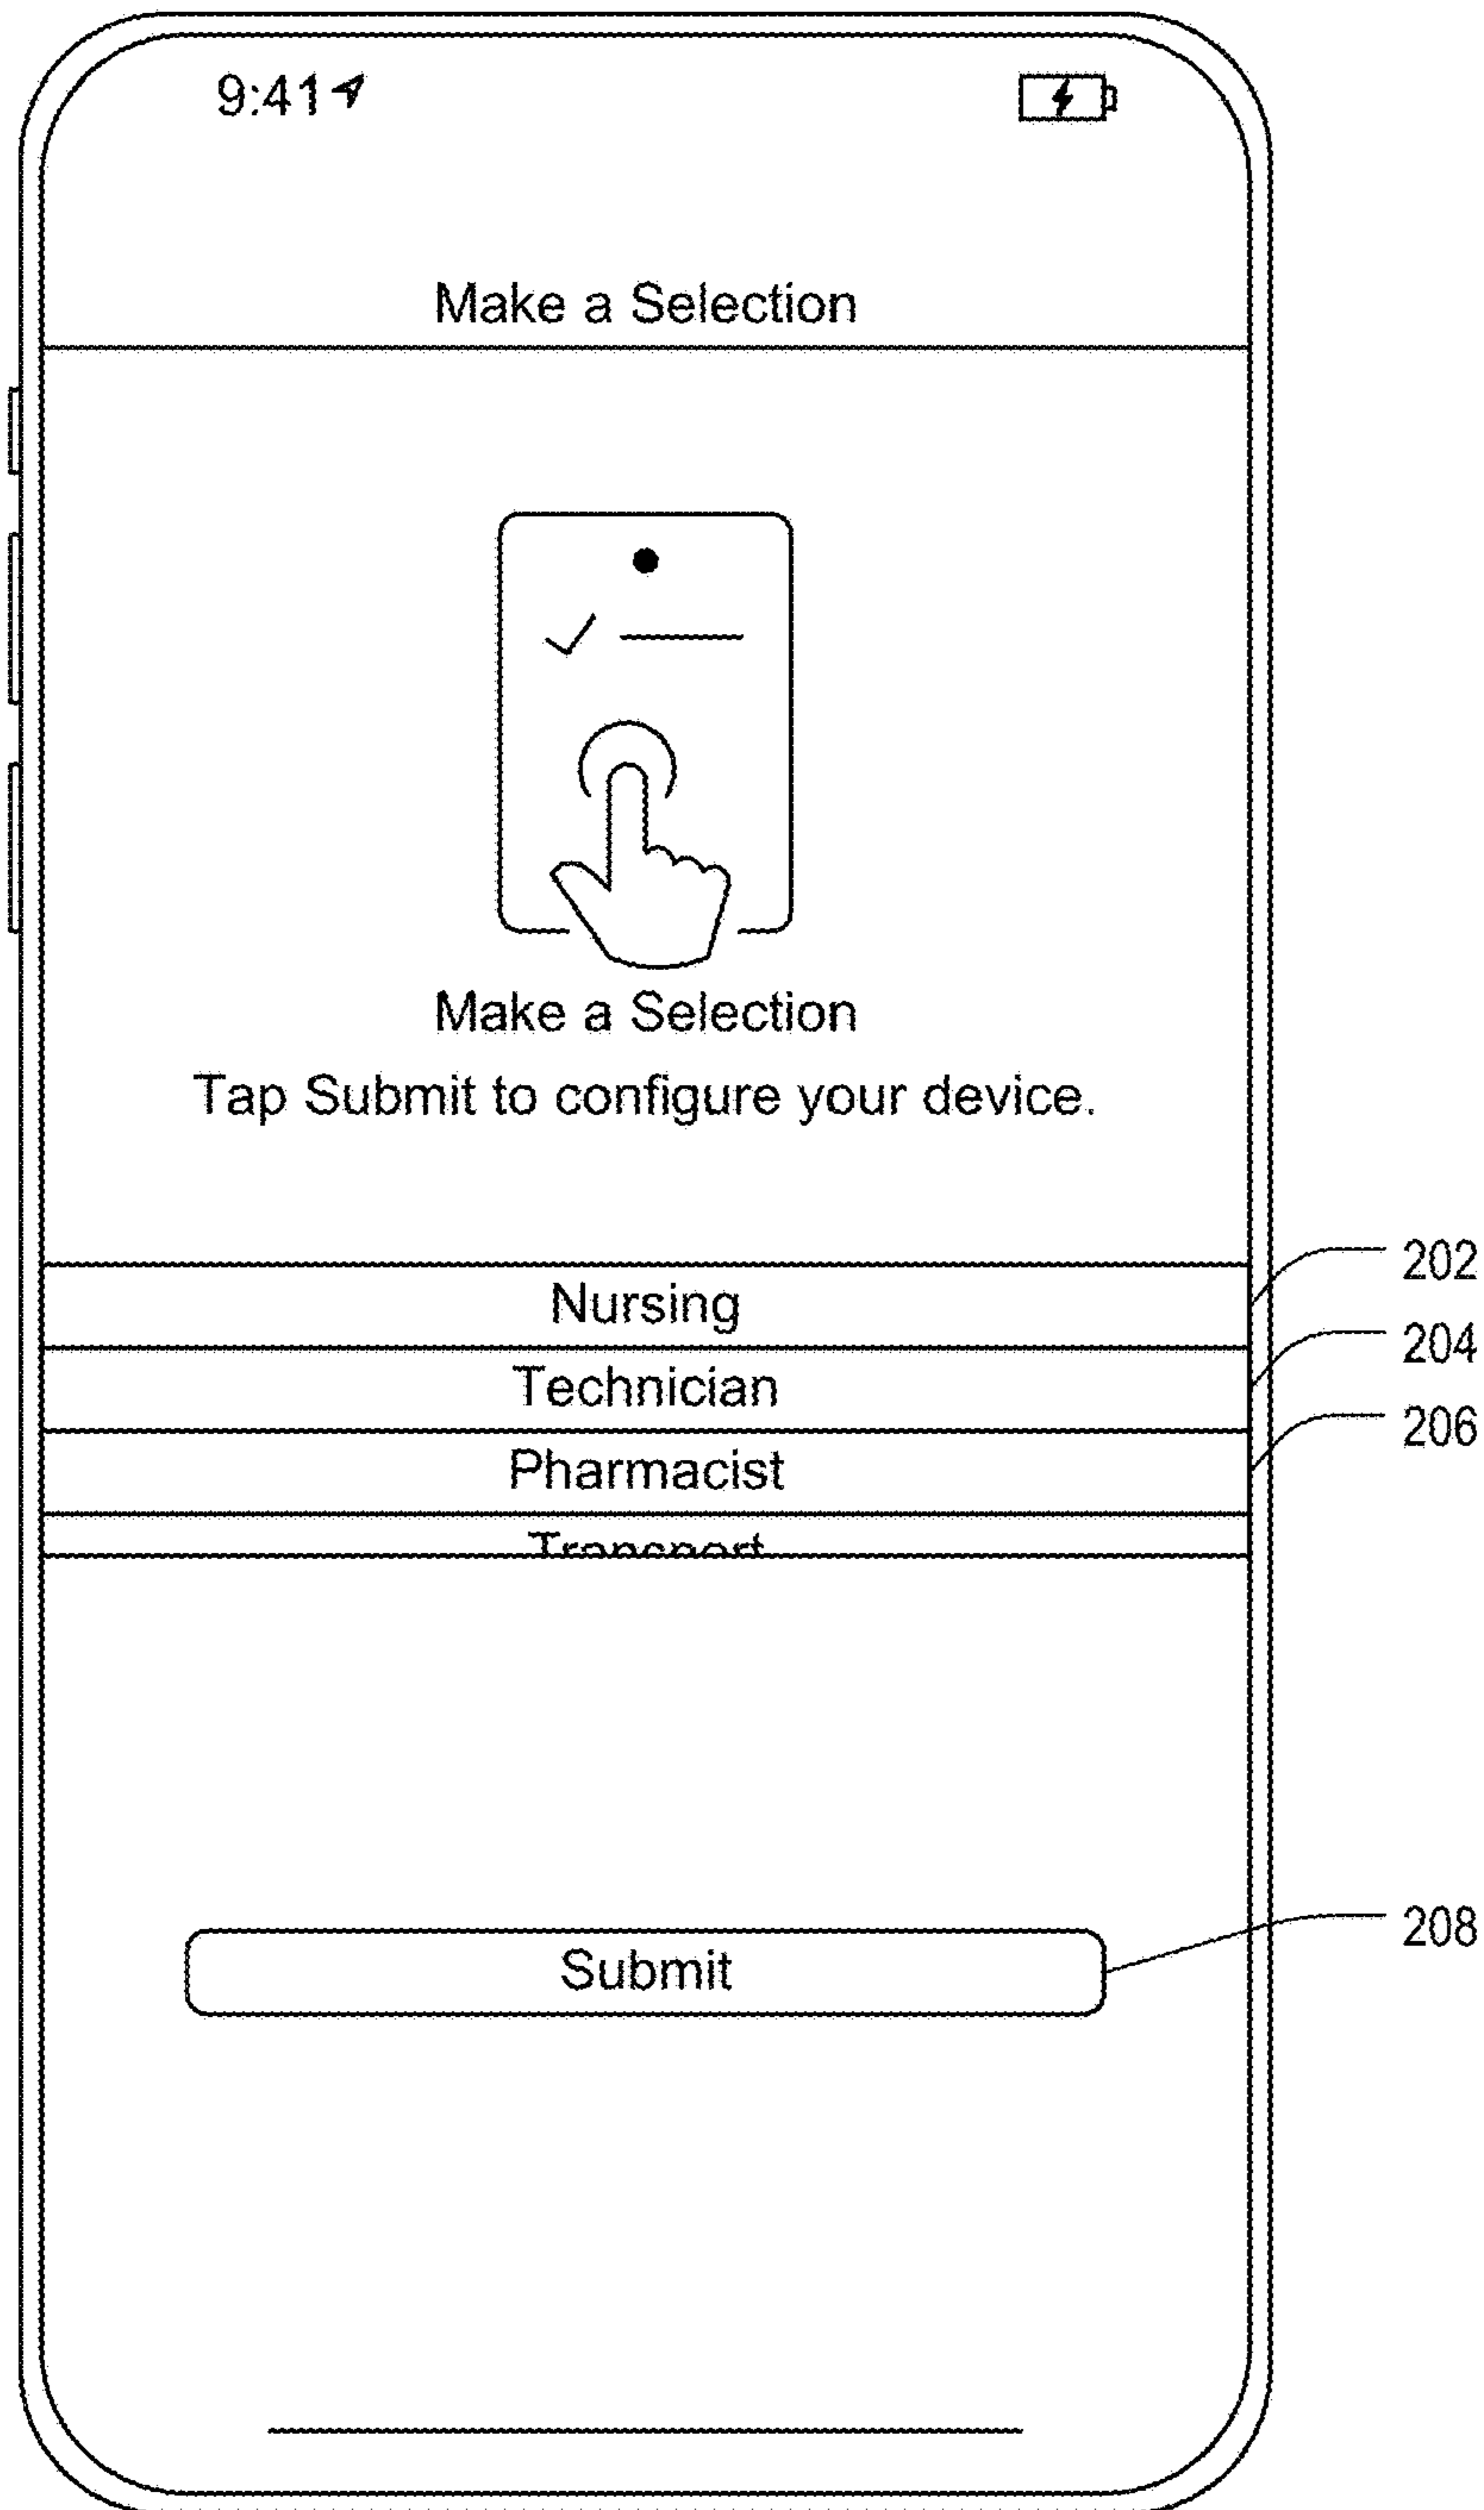 9:41
Make a Selection
Make a Selection
Tap Submit to configure your device.
202
Nursing
204
Technician
206
Pharmacist
Transport
208
Submit